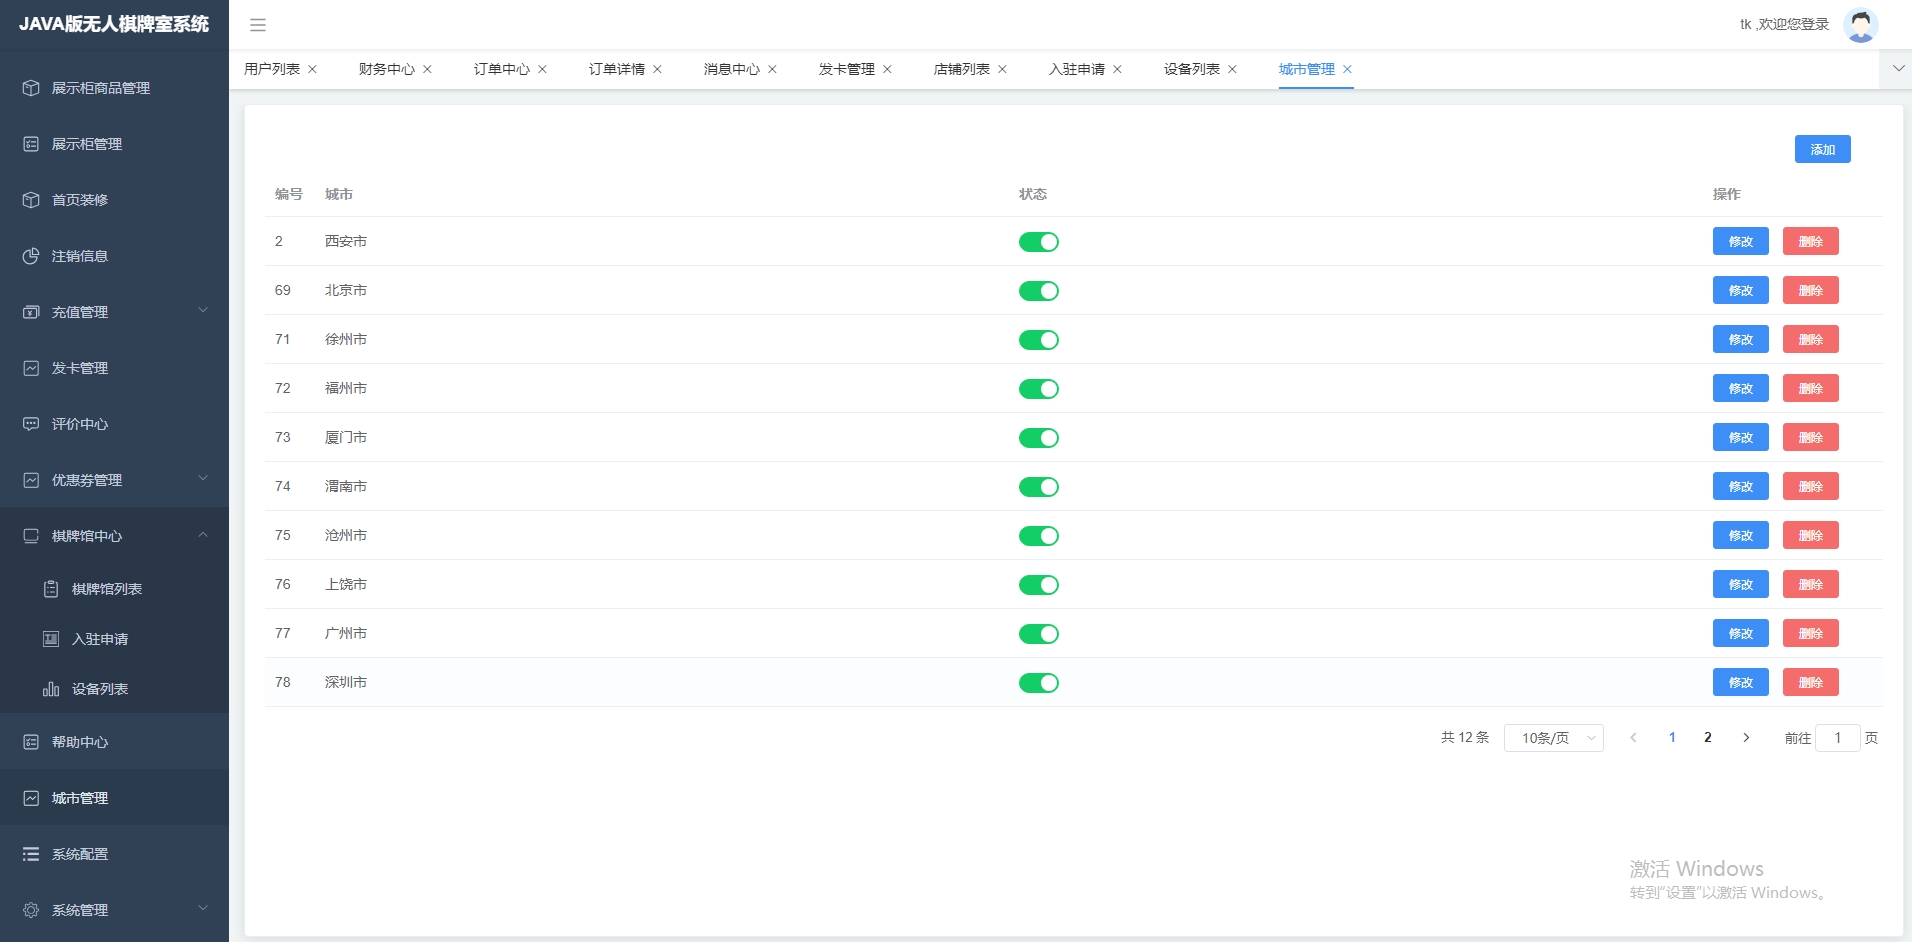 JAVA版无人棋牌室系统
tk ,欢迎您登录
用户列表 财务中心 订单中心 订单详情 消息中心 发卡管理 店铺列表 入驻申请 设备列表 城市管理
展示柜商品管理
展示柜管理
首页装修
注销信息
充值管理
发卡管理
评价中心
优惠券管理
棋牌馆中心
棋牌馆列表
入驻申请
设备列表
帮助中心
城市管理
系统配置
系统管理
添加
编号 城市 状态 操作
2 西安市 修改 删除
69 北京市 修改 删除
71 徐州市 修改 删除
72 福州市 修改 删除
73 厦门市 修改 删除
74 渭南市 修改 删除
75 沧州市 修改 删除
76 上饶市 修改 删除
77 广州市 修改 删除
78 深圳市 修改 删除
共 12 条 10条/页 1 2 前往 1 页
激活 Windows
转到“设置”以激活 Windows。